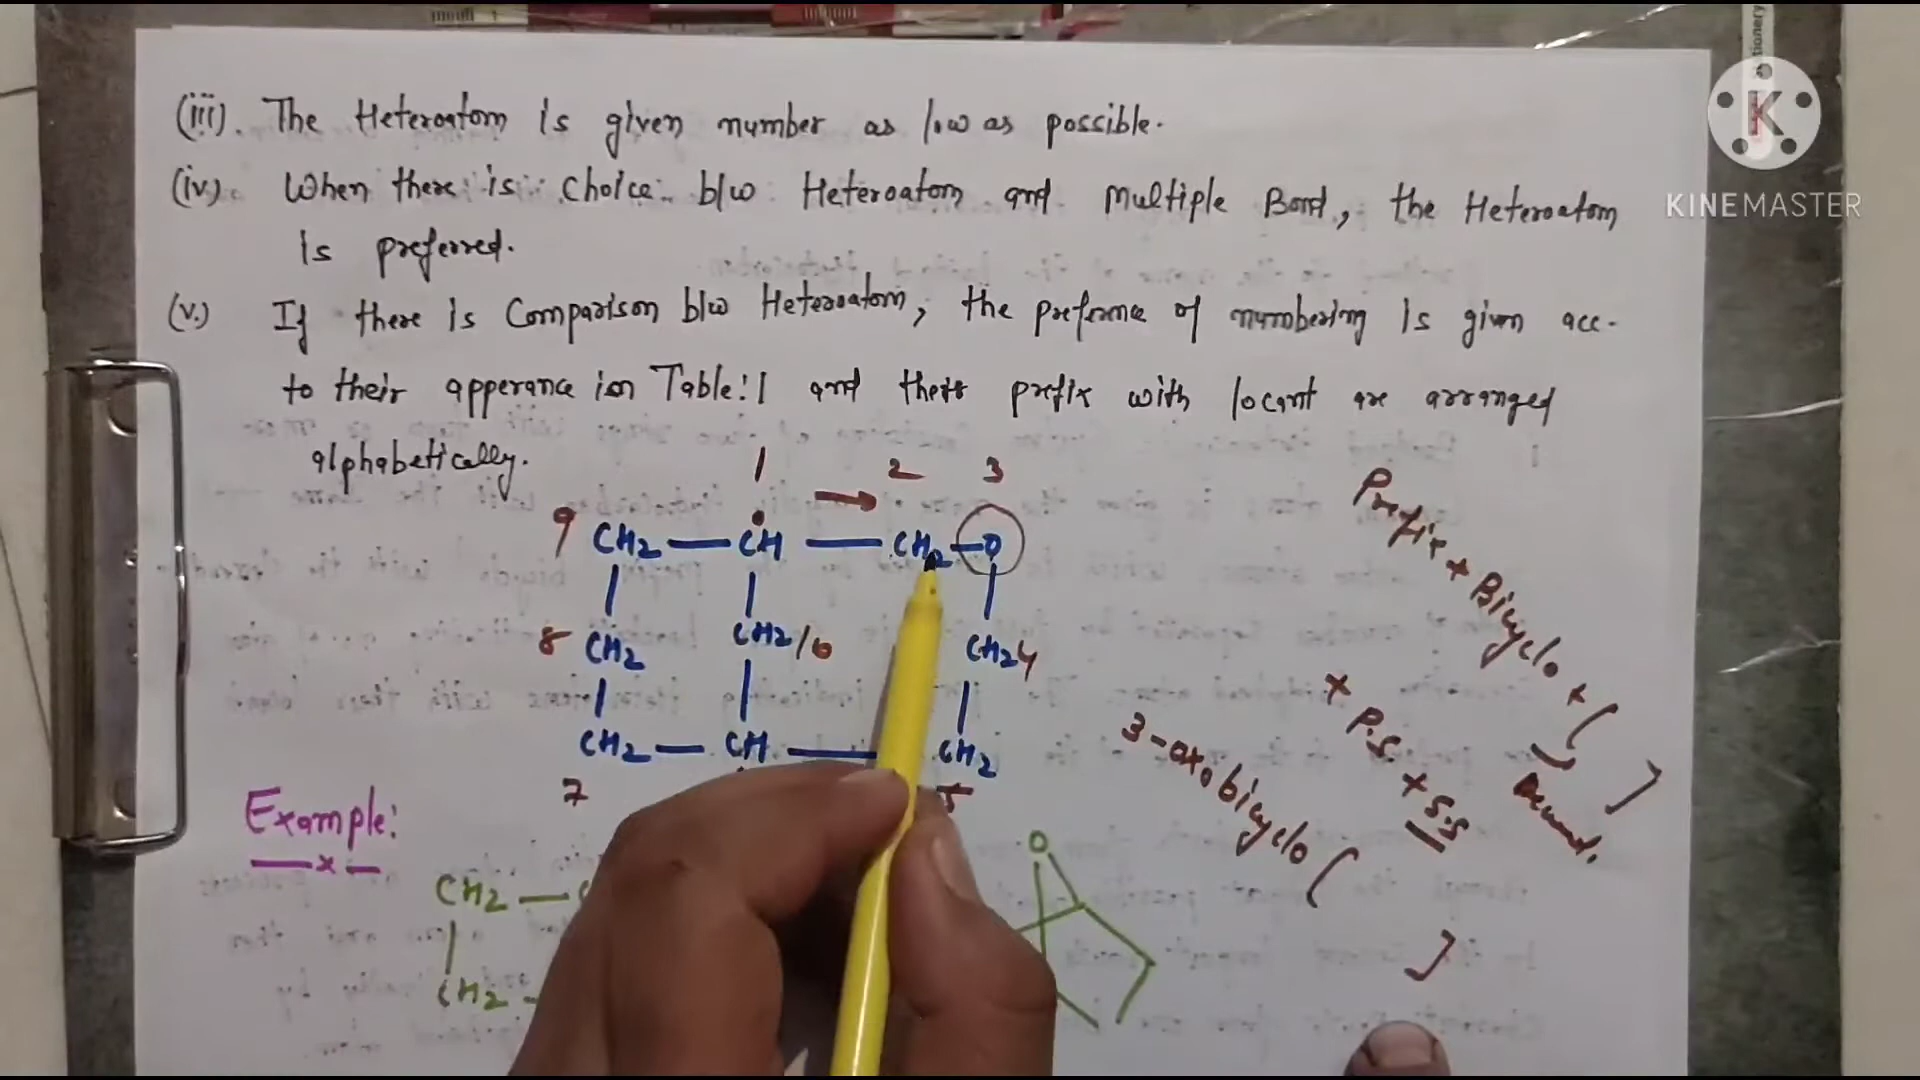 (iii). The Heteroatom is given number as low as possible.
(iv). When there is choice b/w Heteroatom and Multiple Bond, the Heteroatom
is preferred.
(v.) If there is Comparison b/w Heteroatom, the preference of numbering is given acc.
to their apperance in Table:1 and their prefix with locant are arranged
alphabetically.
1 2 3
9 CH2 CH CH2 O
8 CH2 CH2 10 CH2 4
CH2 CH CH2
7 5
Example:
CH2
CH2
O
Prefix + Bicyclo + [ ]
+ P.S. + S.S
3-oxobicyclo [ ]
KINEMASTER
K